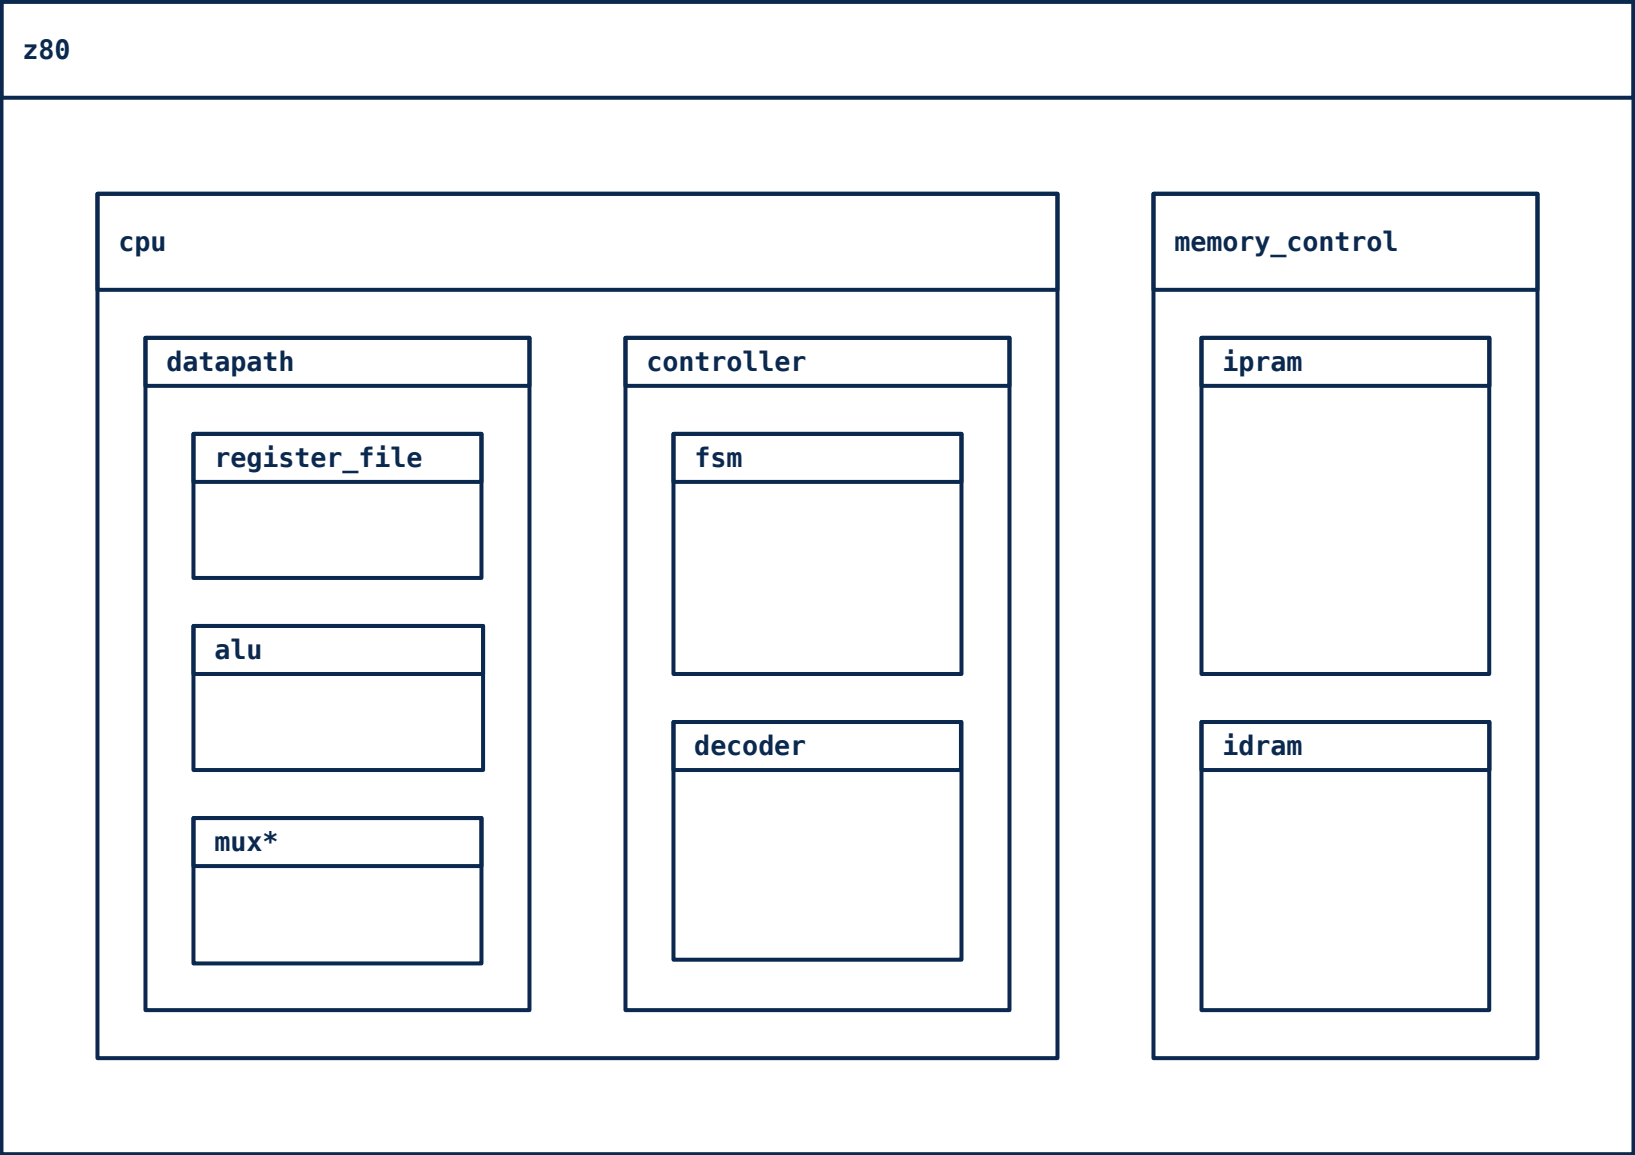 z80
cpu
memory_control
datapath
controller
ipram
register_file
fsm
alu
decoder
idram
mux*